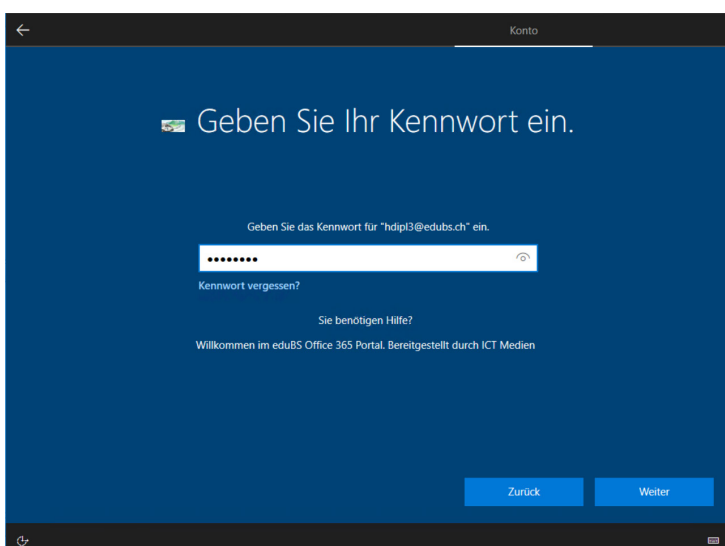 Konto
Geben Sie Ihr Kennwort ein.
Geben Sie das Kennwort für "hdipl3@edubs.ch" ein.
••••••••
Kennwort vergessen?
Sie benötigen Hilfe?
Willkommen im eduBS Office 365 Portal. Bereitgestellt durch ICT Medien
Zurück
Weiter